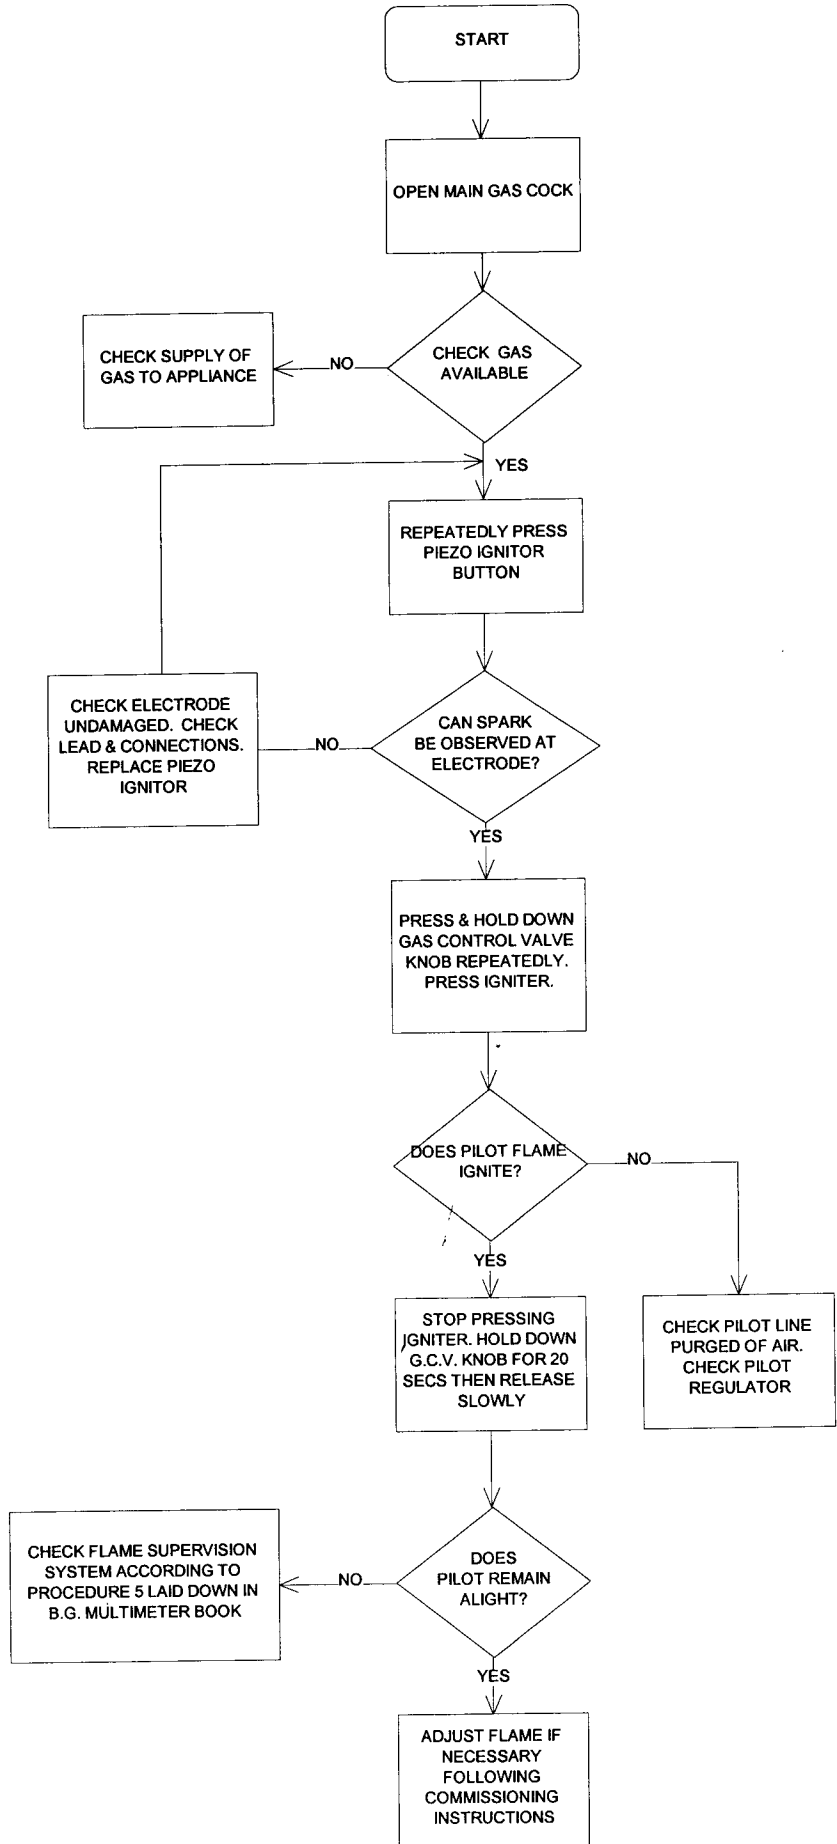 START
OPEN MAIN GAS COCK
CHECK GAS
AVAILABLE
NO
CHECK SUPPLY OF
GAS TO APPLIANCE
YES
REPEATEDLY PRESS
PIEZO IGNITOR
BUTTON
CAN SPARK
BE OBSERVED AT
ELECTRODE?
NO
CHECK ELECTRODE
UNDAMAGED. CHECK
LEAD & CONNECTIONS.
REPLACE PIEZO
IGNITOR
YES
PRESS & HOLD DOWN
GAS CONTROL VALVE
KNOB REPEATEDLY.
PRESS IGNITER.
DOES PILOT FLAME
IGNITE?
NO
CHECK PILOT LINE
PURGED OF AIR.
CHECK PILOT
REGULATOR
YES
STOP PRESSING
IGNITER. HOLD DOWN
G.C.V. KNOB FOR 20
SECS THEN RELEASE
SLOWLY
DOES
PILOT REMAIN
ALIGHT?
NO
CHECK FLAME SUPERVISION
SYSTEM ACCORDING TO
PROCEDURE 5 LAID DOWN IN
B.G. MULTIMETER BOOK
YES
ADJUST FLAME IF
NECESSARY
FOLLOWING
COMMISSIONING
INSTRUCTIONS